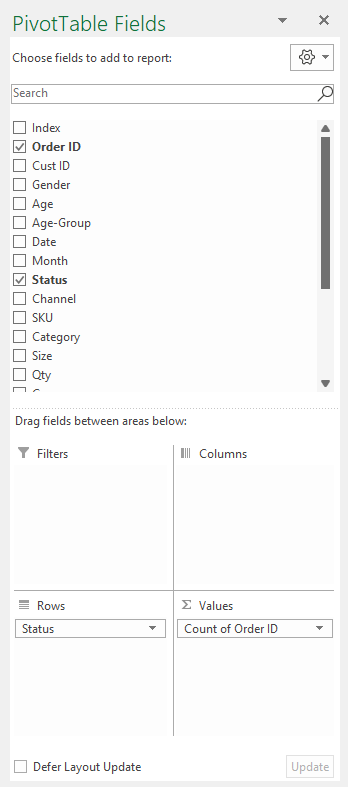 PivotTable Fields
Choose fields to add to report:
Search
Index
Order ID
Cust ID
Gender
Age
Age-Group
Date
Month
Status
Channel
SKU
Category
Size
Qty
Drag fields between areas below:
Filters
Columns
Rows
Values
Status
Count of Order ID
Defer Layout Update
Update